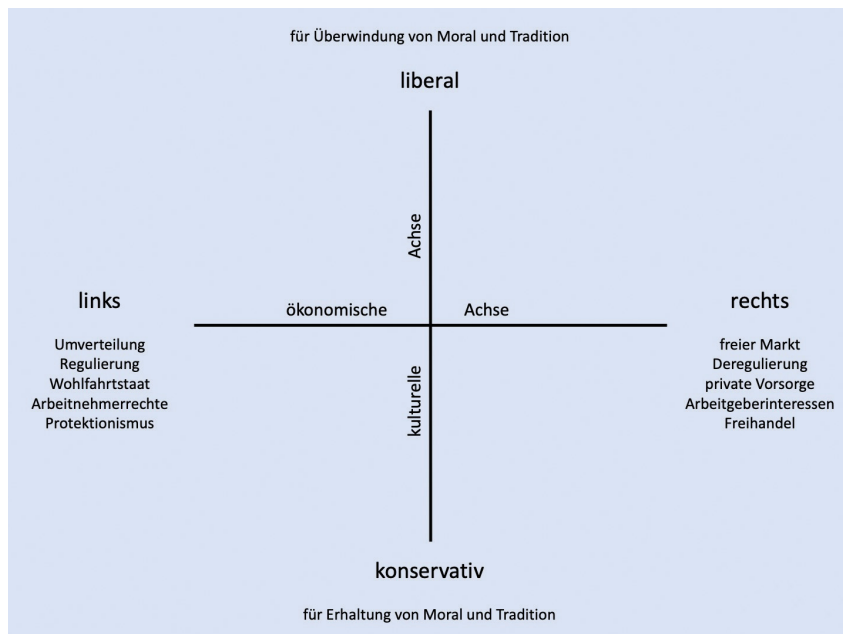 für Überwindung von Moral und Tradition
liberal
Achse
links
ökonomische Achse
rechts
Umverteilung
Regulierung
Wohlfahrtstaat
Arbeitnehmerrechte
Protektionismus
kulturelle
freier Markt
Deregulierung
private Vorsorge
Arbeitgeberinteressen
Freihandel
konservativ
für Erhaltung von Moral und Tradition